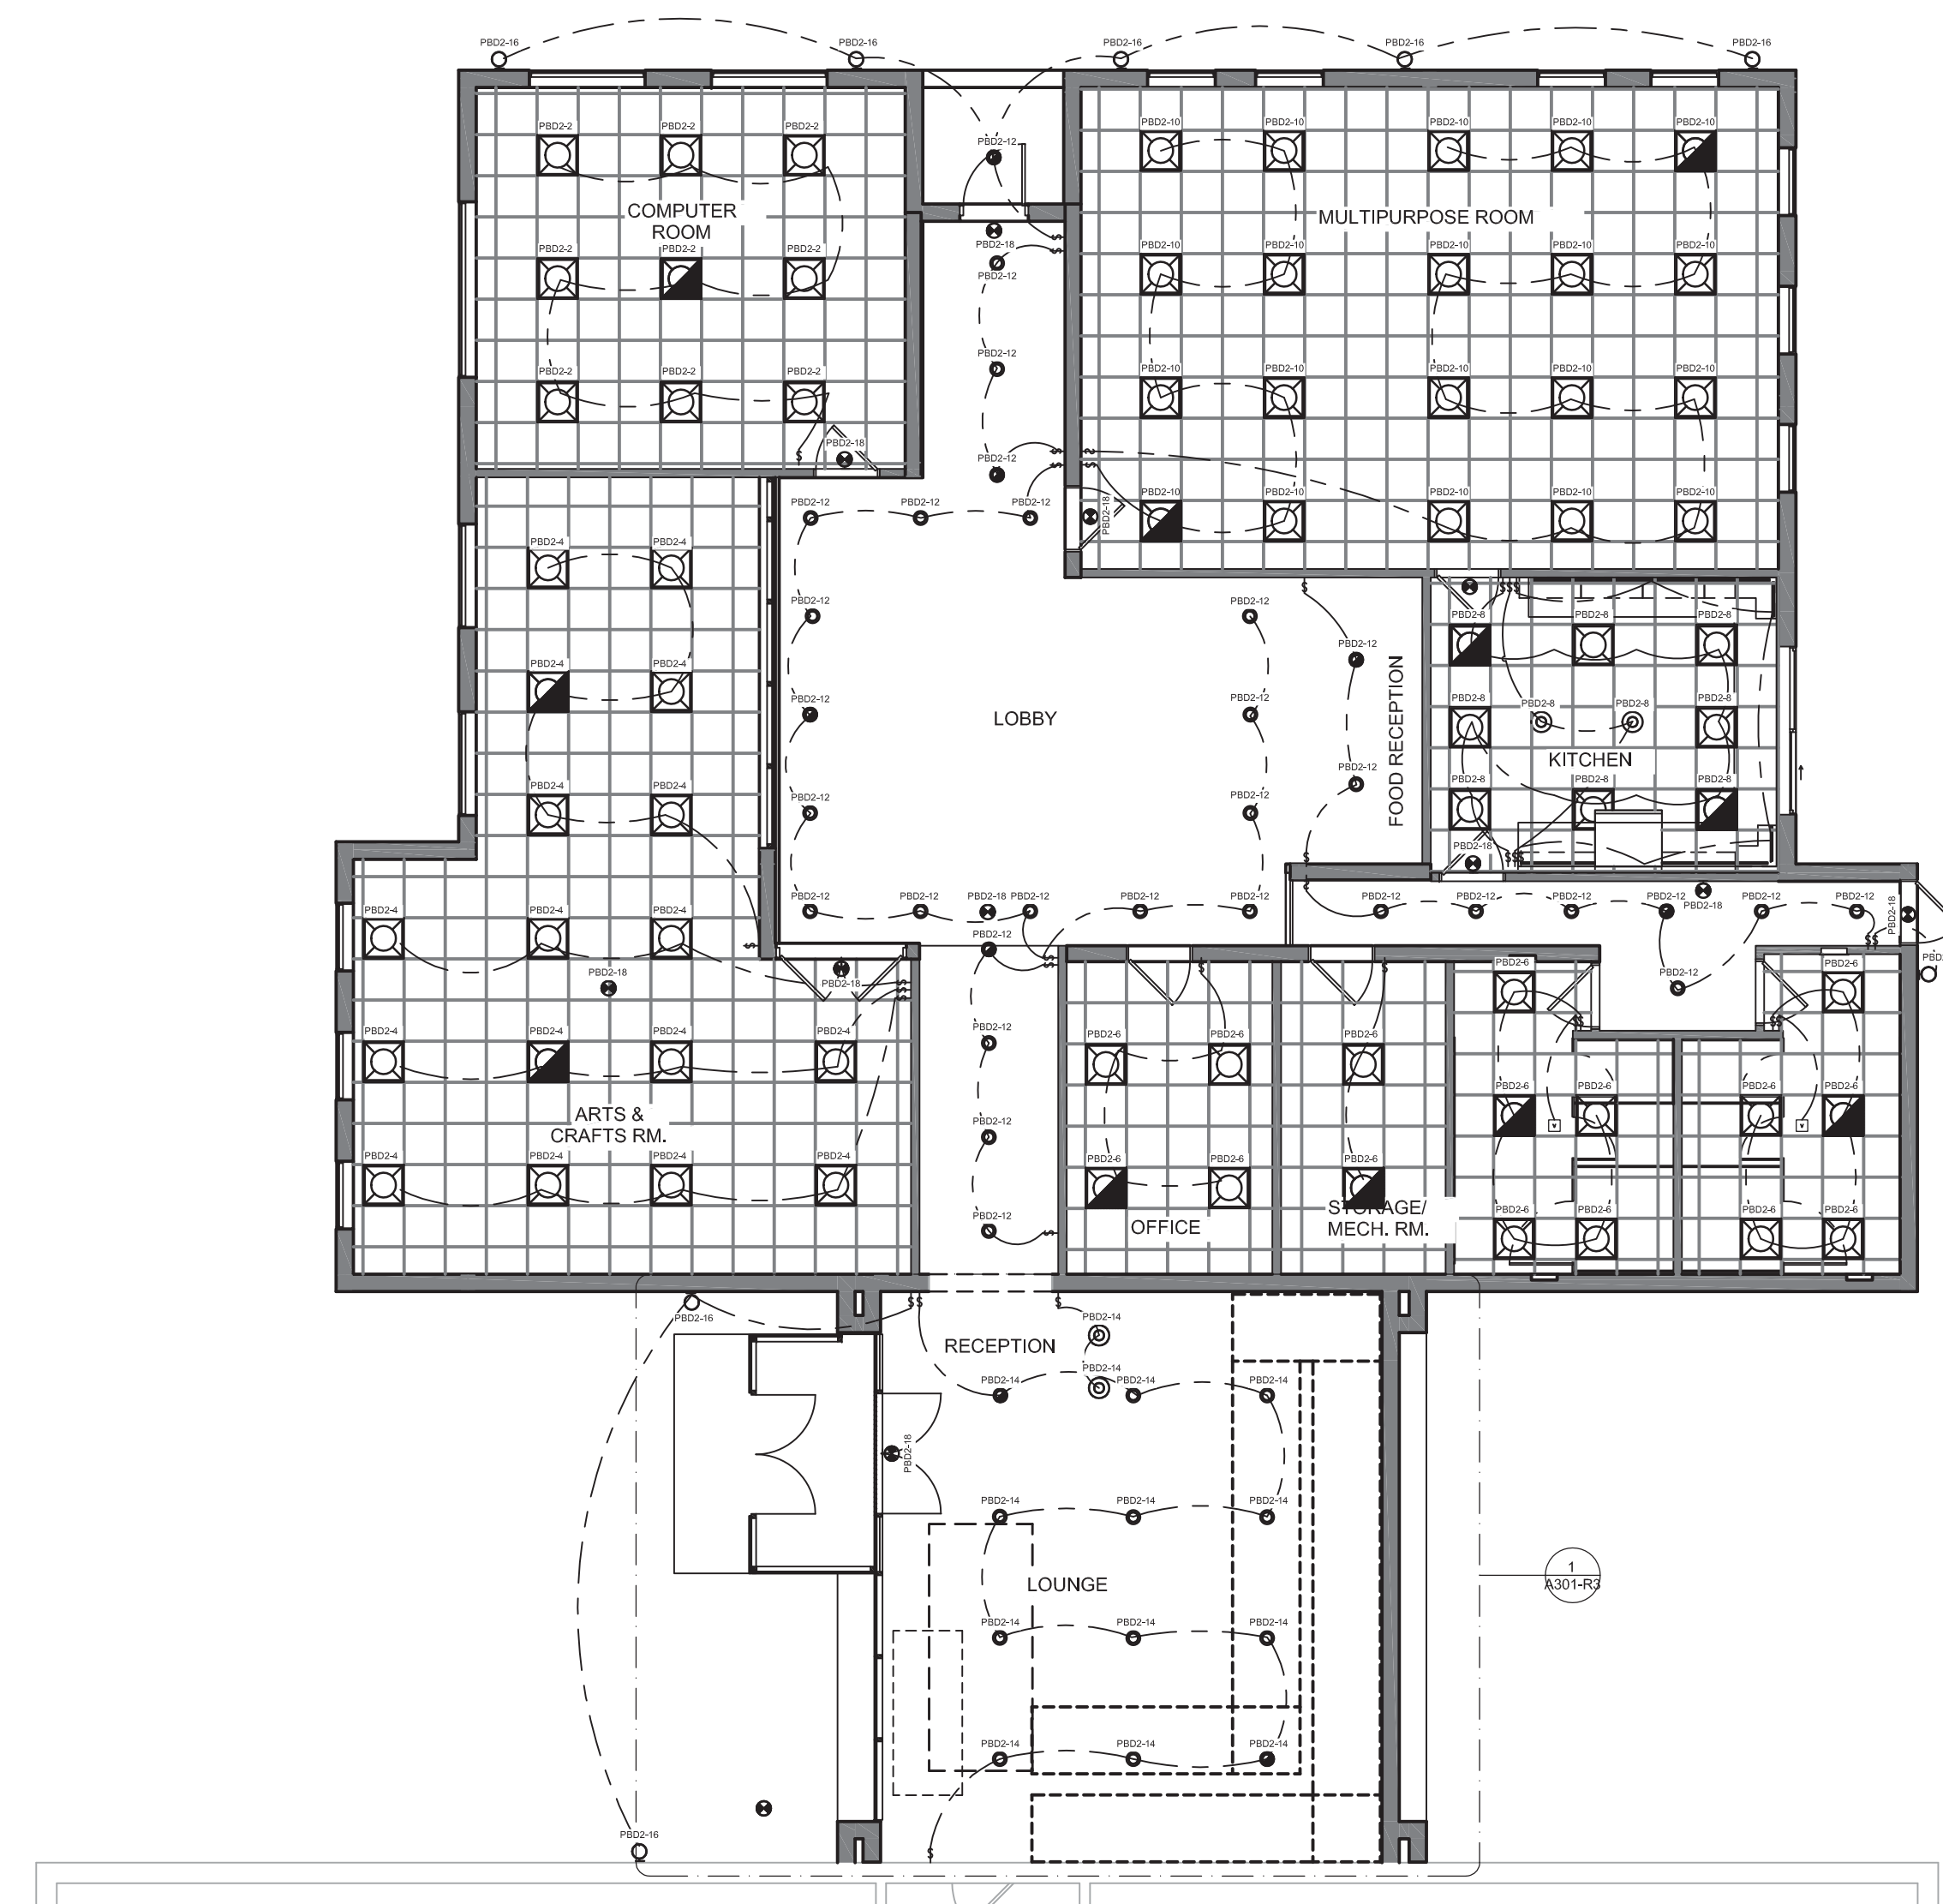 PBD2-16 PBD2-16 PBD2-16 PBD2-16 PBD2-16
PBD2-2 PBD2-2 PBD2-2 PBD2-12 PBD2-10 PBD2-10 PBD2-10 PBD2-10 PBD2-10
COMPUTER
ROOM
MULTIPURPOSE ROOM
PBD2-18
PBD2-2 PBD2-2 PBD2-2 PBD2-10 PBD2-10 PBD2-10 PBD2-10 PBD2-10
PBD2-12
PBD2-12
PBD2-2 PBD2-2 PBD2-2 PBD2-10 PBD2-10 PBD2-10 PBD2-10 PBD2-10
PBD2-18
$
PBD2-12
$ $
$ $
PBD2-10 PBD2-10 PBD2-10 PBD2-10 PBD2-10
PBD2-12 PBD2-12 PBD2-12
PBD2-18
PBD2-4 PBD2-4
$ $$$
PBD2-12 PBD2-12
PBD2-8 PBD2-8 PBD2-8
PBD2-12
PBD2-4 PBD2-4
PBD2-12 PBD2-12
FOOD RECEPTION
PBD2-8 PBD2-8 PBD2-8 PBD2-8
LOBBY
KITCHEN
PBD2-12
PBD2-8 PBD2-8 PBD2-8
PBD2-4 PBD2-4
PBD2-12 PBD2-12
PBD2-18
$ $$$
PBD2-12 PBD2-12 PBD2-18 PBD2-12 PBD2-12 PBD2-12 PBD2-12 PBD2-12 PBD2-12 PBD2-12 PBD2-12 PBD2-12
PBD2-18
PBD2-18
PBD2-4 PBD2-4 PBD2-4
PBD2-12
PBD2-6 PBD2-6
PBD2-18 PBD2-18
PBD2-12
PBD2-4 PBD2-4 PBD2-4 PBD2-4 PBD2-12 PBD2-6 PBD2-6 PBD2-6
PBD2-6 PBD2-6 PBD2-6 PBD2-6
ARTS &
CRAFTS RM.
PBD2-12
PBD2-4 PBD2-4 PBD2-4 PBD2-4 PBD2-6 PBD2-6 PBD2-6
PBD2-12
PBD2-6 PBD2-6 PBD2-6 PBD2-6
STORAGE/
MECH. RM.
OFFICE
$$ $
PBD2-16
PBD2-14
RECEPTION
PBD2-14
PBD2-14 PBD2-14 PBD2-14
PBD2-18
PBD2-14 PBD2-14 PBD2-14
1
A301-R3
LOUNGE
PBD2-14 PBD2-14 PBD2-14
PBD2-14 PBD2-14 PBD2-14
PBD2-16
$